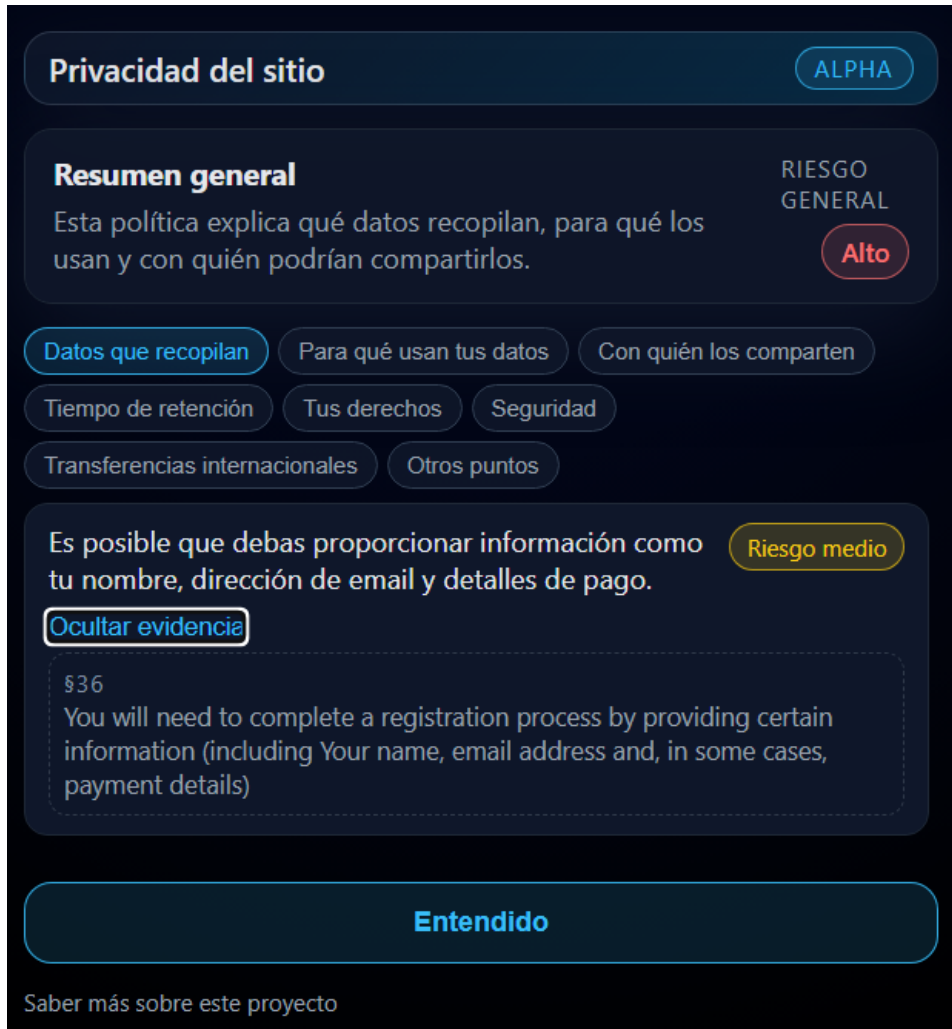 Privacidad del sitio
ALPHA
Resumen general
Esta política explica qué datos recopilan, para qué los
usan y con quién podrían compartirlos.
RIESGO
GENERAL
Alto
Datos que recopilan
Para qué usan tus datos
Con quién los comparten
Tiempo de retención
Tus derechos
Seguridad
Transferencias internacionales
Otros puntos
Es posible que debas proporcionar información como
tu nombre, dirección de email y detalles de pago.
Riesgo medio
Ocultar evidencia
§36
You will need to complete a registration process by providing certain
information (including Your name, email address and, in some cases,
payment details)
Entendido
Saber más sobre este proyecto